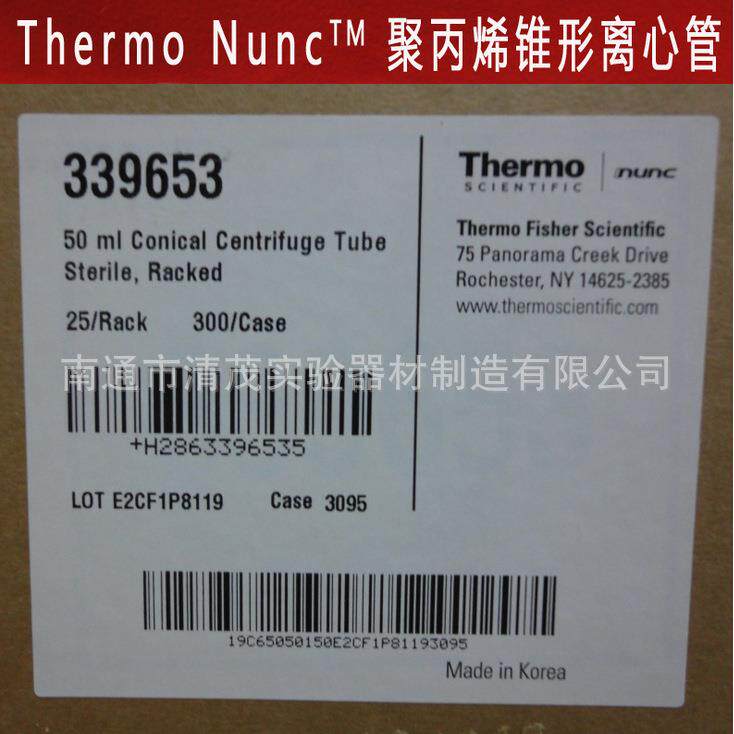 Thermo Nunc™ 聚丙烯锥形离心管
339653
50 ml Conical Centrifuge Tube
Sterile, Racked
25/Rack 300/Case
+H2863396535
LOT E2CF1P8119 Case 3095
Thermo
SCIENTIFIC
nunc
Thermo Fisher Scientific
75 Panorama Creek Drive
Rochester, NY 14625-2385
www.thermoscientific.com
南通市清茂实验器材制造有限公司
19C65050150E2CF1P81193095
Made in Korea